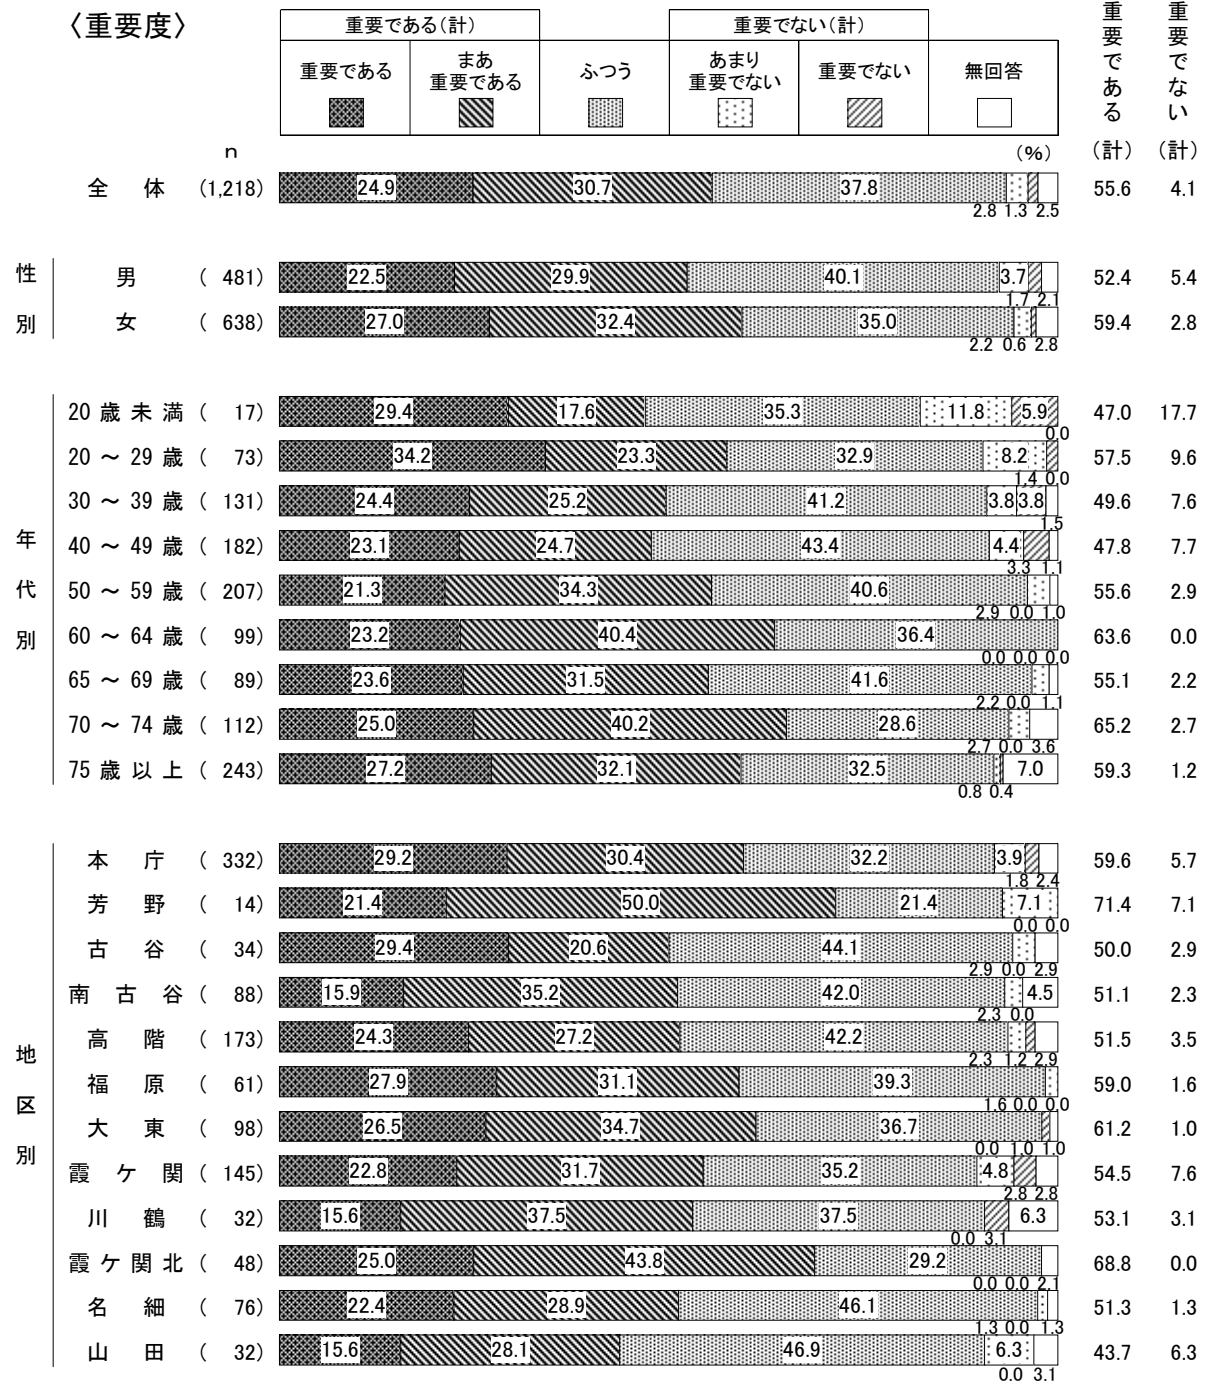 〈重要度〉
重要である(計) 重要でない(計)
重要である まあ重要である ふつう あまり重要でない 重要でない 無回答
重要である(計) 重要でない(計)
n (%)
全体 (1,218) 24.9 30.7 37.8 2.8 1.3 2.5 55.6 4.1
性別
男 (481) 22.5 29.9 40.1 3.7 1.7 2.1 52.4 5.4
女 (638) 27.0 32.4 35.0 2.2 0.6 2.8 59.4 2.8
年代別
20歳未満 (17) 29.4 17.6 35.3 11.8 5.9 0.0 47.0 17.7
20～29歳 (73) 34.2 23.3 32.9 8.2 1.4 0.0 57.5 9.6
30～39歳 (131) 24.4 25.2 41.2 3.8 3.8 1.5 49.6 7.6
40～49歳 (182) 23.1 24.7 43.4 4.4 3.3 1.1 47.8 7.7
50～59歳 (207) 21.3 34.3 40.6 2.9 0.0 1.0 55.6 2.9
60～64歳 (99) 23.2 40.4 36.4 0.0 0.0 0.0 63.6 0.0
65～69歳 (89) 23.6 31.5 41.6 2.2 0.0 1.1 55.1 2.2
70～74歳 (112) 25.0 40.2 28.6 2.7 0.0 3.6 65.2 2.7
75歳以上 (243) 27.2 32.1 32.5 0.8 0.4 7.0 59.3 1.2
地区別
本庁 (332) 29.2 30.4 32.2 3.9 1.8 2.4 59.6 5.7
芳野 (14) 21.4 50.0 21.4 7.1 0.0 0.0 71.4 7.1
古谷 (34) 29.4 20.6 44.1 2.9 0.0 2.9 50.0 2.9
南古谷 (88) 15.9 35.2 42.0 2.3 0.0 4.5 51.1 2.3
高階 (173) 24.3 27.2 42.2 2.3 1.2 2.9 51.5 3.5
福原 (61) 27.9 31.1 39.3 1.6 0.0 0.0 59.0 1.6
大東 (98) 26.5 34.7 36.7 0.0 1.0 1.0 61.2 1.0
霞ケ関 (145) 22.8 31.7 35.2 4.8 2.8 2.8 54.5 7.6
川鶴 (32) 15.6 37.5 37.5 0.0 3.1 6.3 53.1 3.1
霞ケ関北 (48) 25.0 43.8 29.2 0.0 0.0 2.1 68.8 0.0
名細 (76) 22.4 28.9 46.1 1.3 0.0 1.3 51.3 1.3
山田 (32) 15.6 28.1 46.9 6.3 0.0 3.1 43.7 6.3